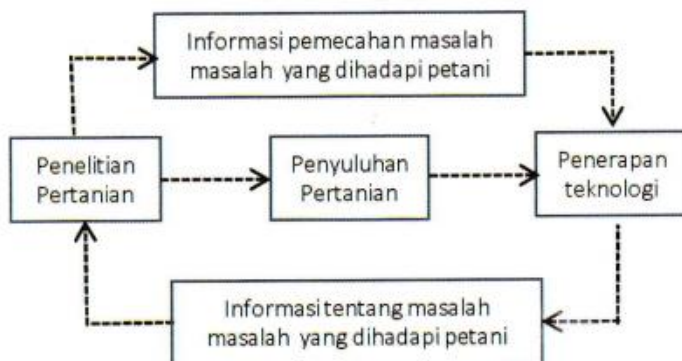 Informasi pemecahan masalah
masalah yang dihadapi petani
Penelitian
Pertanian
Penyuluhan
Pertanian
Penerapan
teknologi
Informasi tentang masalah
masalah yang dihadapi petani